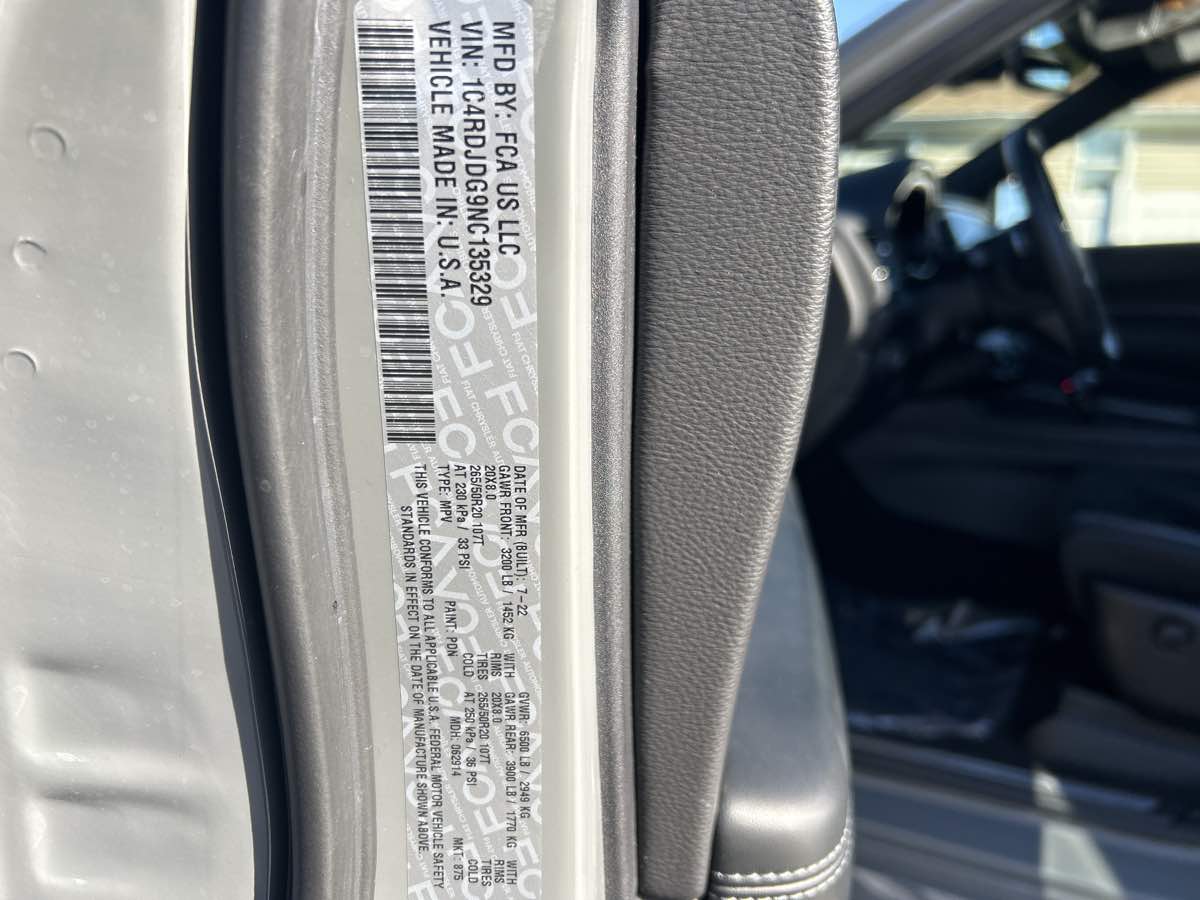 MFD BY: FCA US LLC
VIN: 1C4RDJDG9NC135329
VEHICLE MADE IN: U.S.A.
DATE OF MFR (BUILT): 7-22 GVWR: 6500 LB / 2949 KG
GAWR FRONT: 3200 LB / 1452 KG WITH GAWR REAR: 3900 LB / 1770 KG WITH
20X8.0 RIMS 20X8.0 RIMS
265/50R20 107T TIRES 265/50R20 107T TIRES
AT 230 kPa / 33 PSI COLD AT 250 kPa / 36 PSI COLD
TYPE: MPV PAINT: PDN MDH: 062914 MKT: 875
THIS VEHICLE CONFORMS TO ALL APPLICABLE U.S.A. FEDERAL MOTOR VEHICLE SAFETY
STANDARDS IN EFFECT ON THE DATE OF MANUFACTURE SHOWN ABOVE.